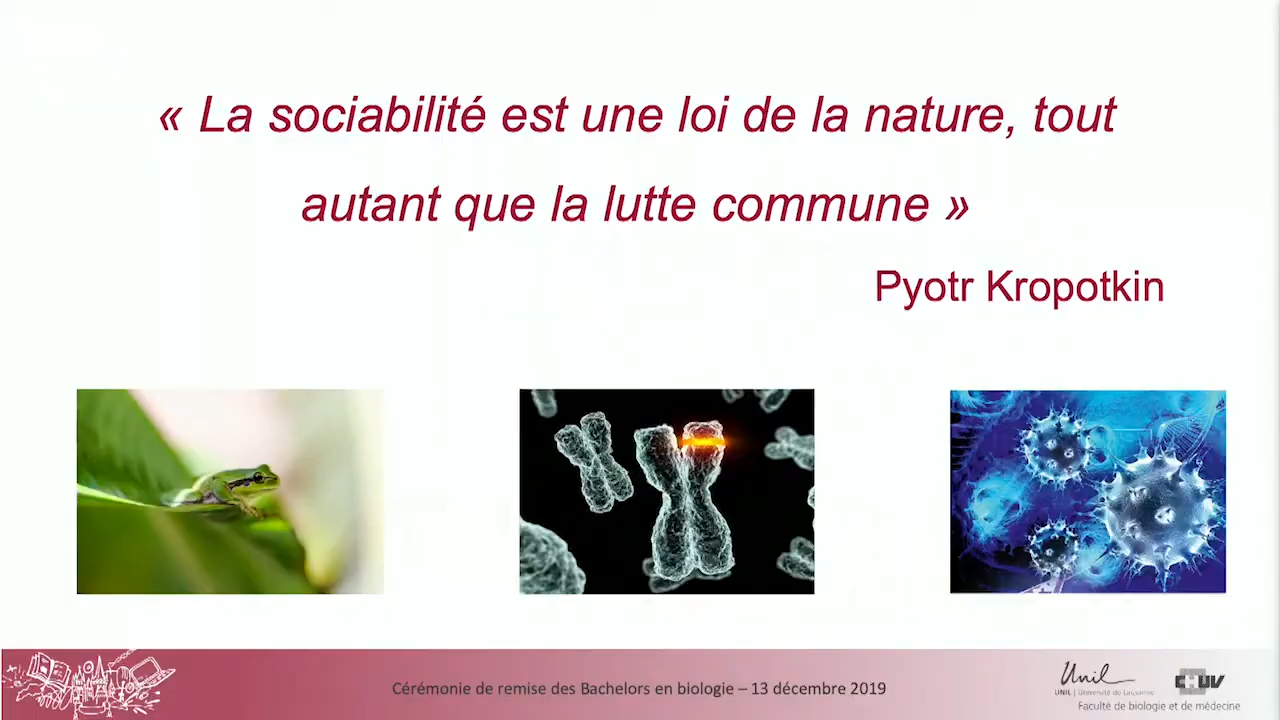 « La sociabilité est une loi de la nature, tout
autant que la lutte commune »
Pyotr Kropotkin
Cérémonie de remise des Bachelors en biologie – 13 décembre 2019
Unil
UNIL | Université de Lausanne
CHUV
Faculté de biologie et de médecine